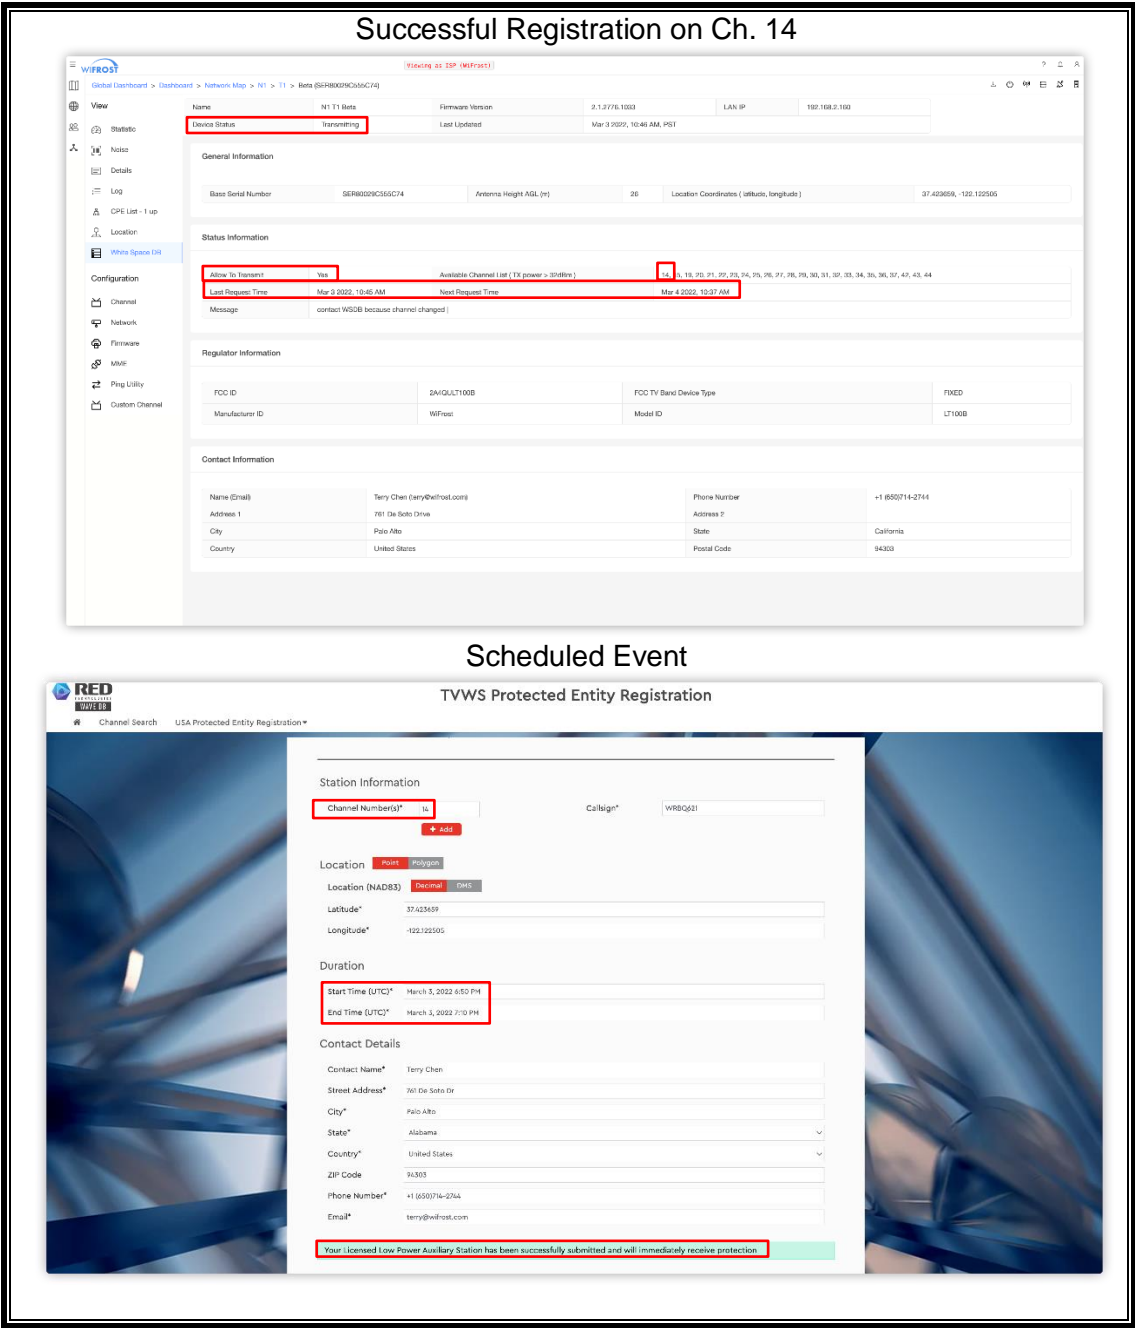 Successful Registration on Ch. 14
WIFROST
Viewing as ISP (WiFrost)
Global Dashboard > Dashboard > Network Map > N1 > T1 > Beta (SER80029C555C74)
View
Statistic
Noise
Details
Log
CPE List - 1 up
Location
White Space DB
Configuration
Channel
Network
Firmware
MME
Ping Utility
Custom Channel
Name N1 T1 Beta Firmware Version 2.1.2776.1033 LAN IP 192.168.2.160
Device Status Transmitting Last Updated Mar 3 2022, 10:46 AM, PST
General Information
Base Serial Number SER80029C555C74 Antenna Height AGL (m) 26 Location Coordinates ( latitude, longitude ) 37.423659, -122.122505
Status Information
Allow To Transmit Yes Available Channel List ( TX power > 32dBm ) 14, 15, 19, 20, 21, 22, 23, 24, 25, 26, 27, 28, 29, 30, 31, 32, 33, 34, 35, 36, 37, 42, 43, 44
Last Request Time Mar 3 2022, 10:45 AM Next Request Time Mar 4 2022, 10:37 AM
Message contact WSDB because channel changed |
Regulator Information
FCC ID 2A4QULT100B FCC TV Band Device Type FIXED
Manufacturer ID WiFrost Model ID LT100B
Contact Information
Name (Email) Terry Chen (terry@wifrost.com) Phone Number +1 (650)714-2744
Address 1 761 De Soto Drive Address 2
City Palo Alto State California
Country United States Postal Code 94303
Scheduled Event
RED
TECHNOLOGIES
WAVE DB
TVWS Protected Entity Registration
Channel Search USA Protected Entity Registration
Station Information
Channel Number(s)* 14 Callsign* WRBQ621
+ Add
Location Point Polygon
Location (NAD83) Decimal DMS
Latitude* 37.423659
Longitude* -122.122505
Duration
Start Time (UTC)* March 3, 2022 6:50 PM
End Time (UTC)* March 3, 2022 7:10 PM
Contact Details
Contact Name* Terry Chen
Street Address* 761 De Soto Dr
City* Palo Alto
State* Alabama
Country* United States
ZIP Code 94303
Phone Number* +1 (650)714-2744
Email* terry@wifrost.com
Your Licensed Low Power Auxiliary Station has been successfully submitted and will immediately receive protection